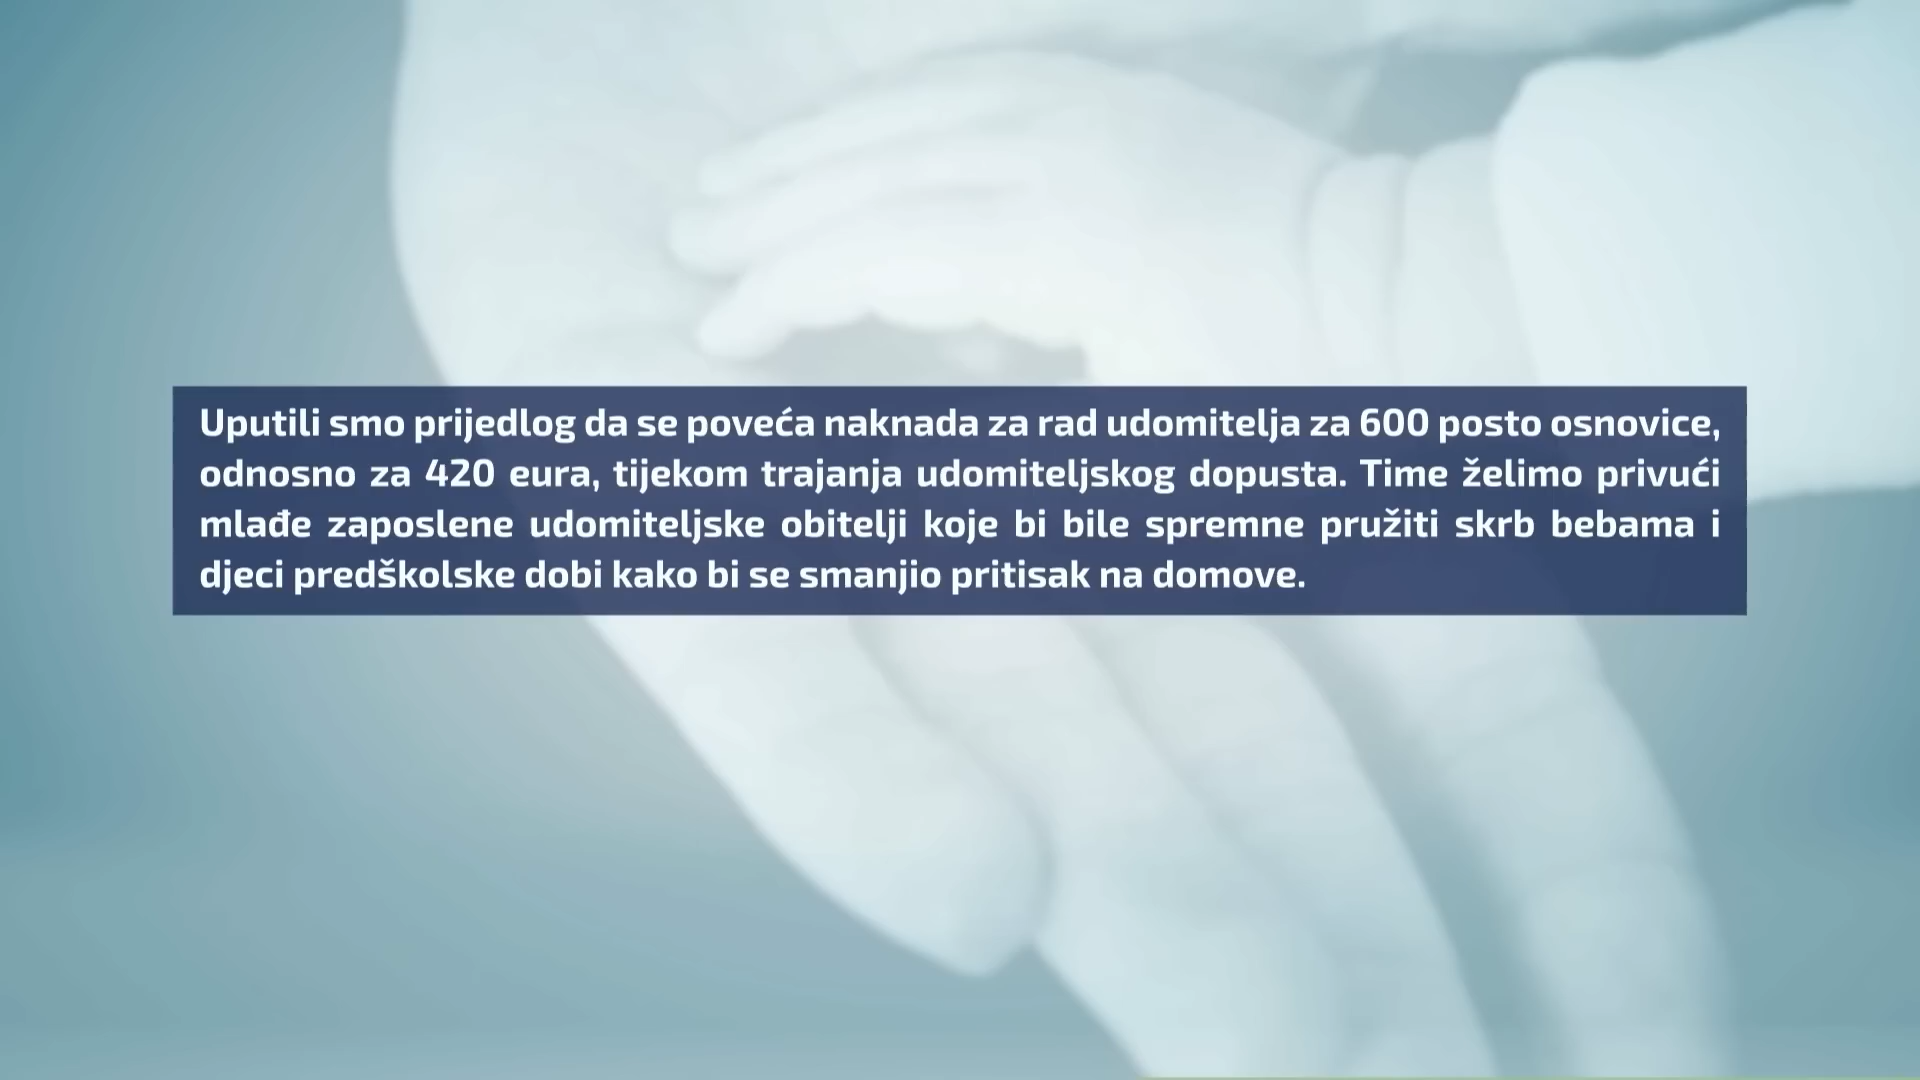 Uputili smo prijedlog da se poveća naknada za rad udomitelja za 600 posto osnovice,
odnosno za 420 eura, tijekom trajanja udomiteljskog dopusta. Time želimo privući
mlađe zaposlene udomiteljske obitelji koje bi bile spremne pružiti skrb bebama i
djeci predškolske dobi kako bi se smanjio pritisak na domove.